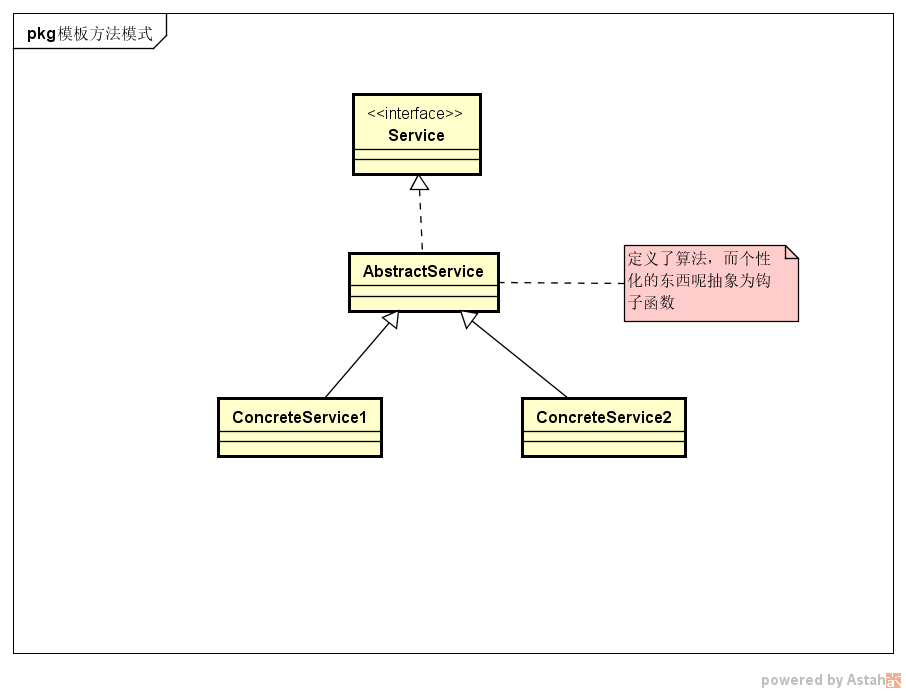 pkg模板方法模式
<<interface>>
Service
AbstractService
定义了算法，而个性
化的东西呢抽象为钩
子函数
ConcreteService1
ConcreteService2
powered by Astah